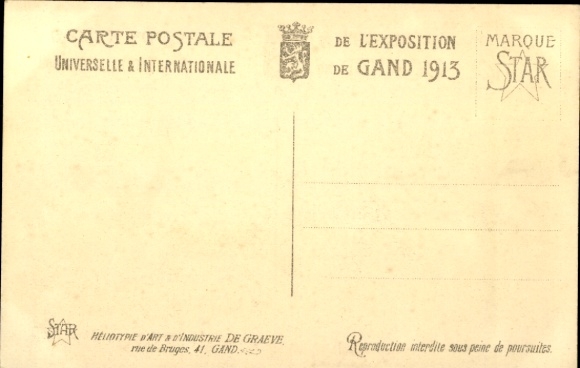 CARTE POSTALE
UNIVERSELLE & INTERNATIONALE
DE L'EXPOSITION
DE GAND 1913
MARQUE
STAR
STAR
HÉLIOTYPIE D'ART & D'INDUSTRIE DE GRAEVE
rue de Bruges, 41, GAND
Reproduction interdite sous peine de poursuites.